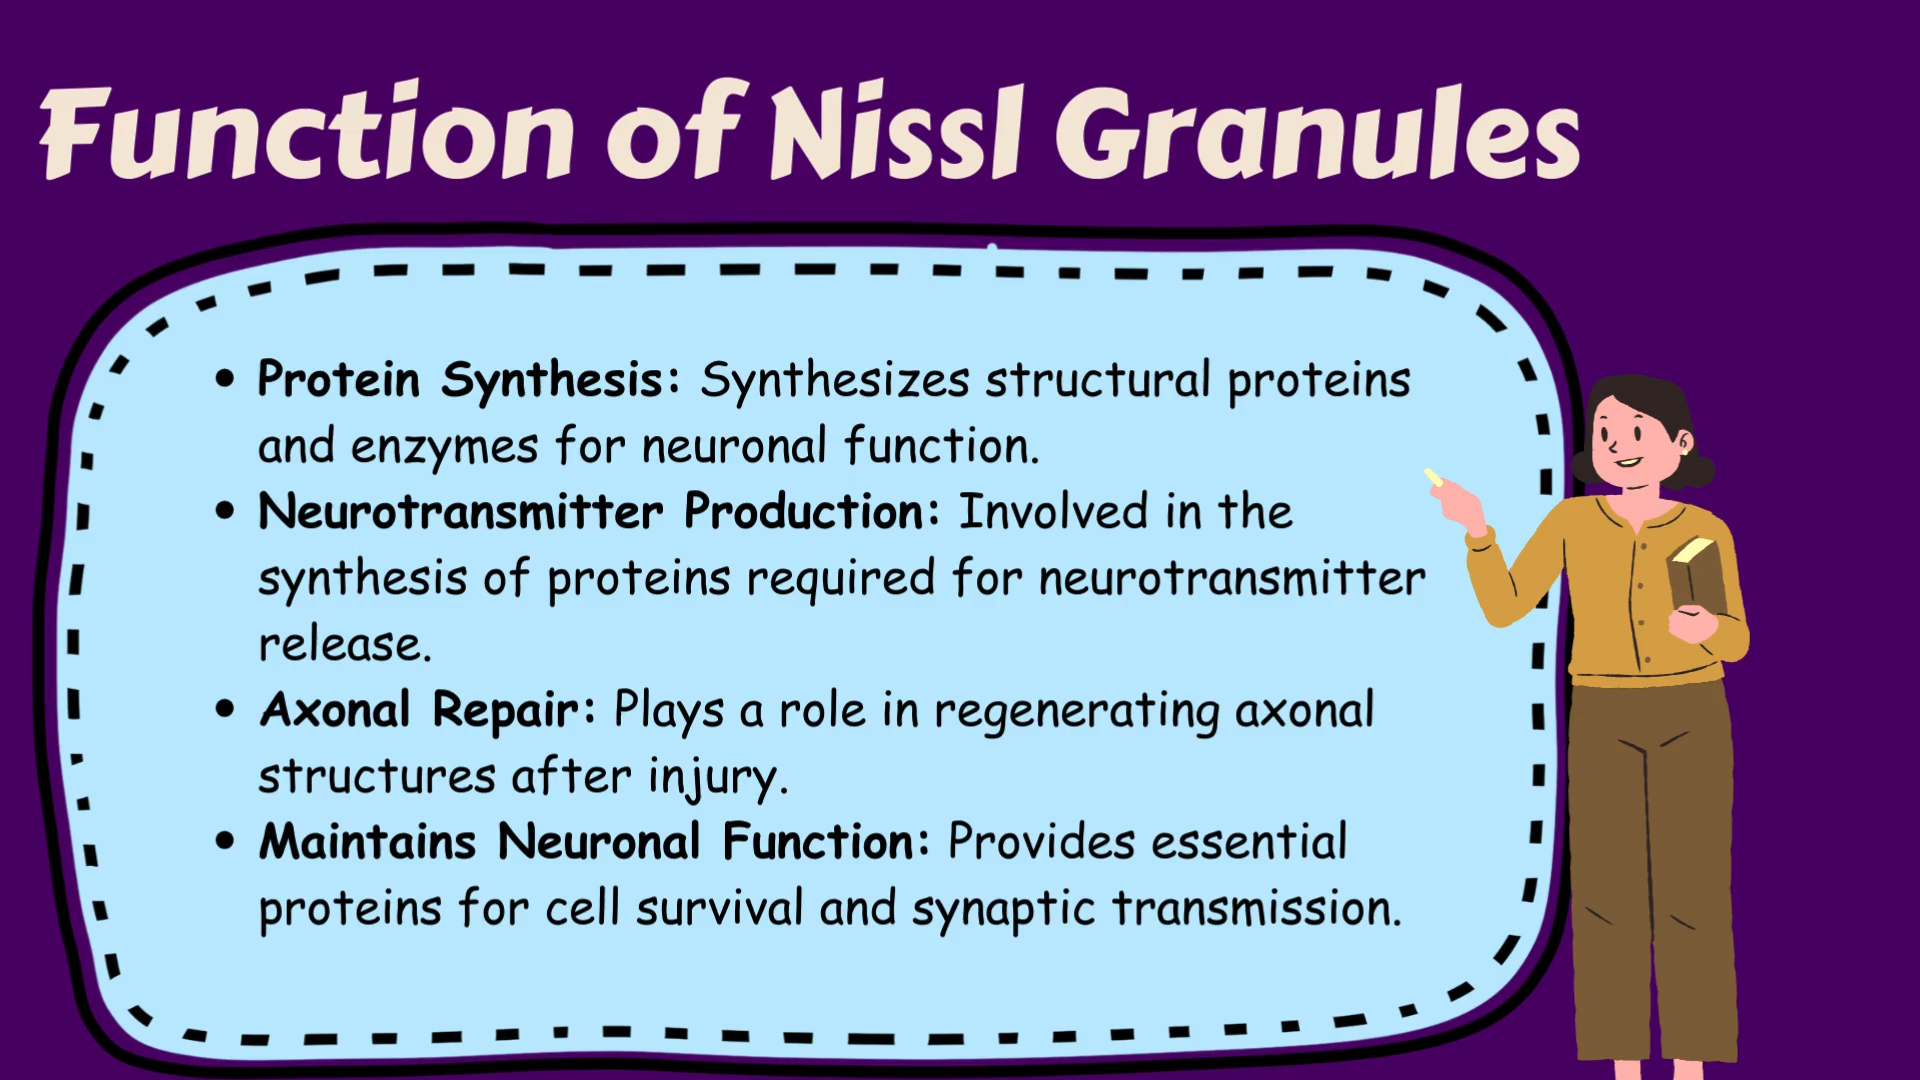 Function of Nissl Granules
• Protein Synthesis: Synthesizes structural proteins
and enzymes for neuronal function.
• Neurotransmitter Production: Involved in the
synthesis of proteins required for neurotransmitter
release.
• Axonal Repair: Plays a role in regenerating axonal
structures after injury.
• Maintains Neuronal Function: Provides essential
proteins for cell survival and synaptic transmission.